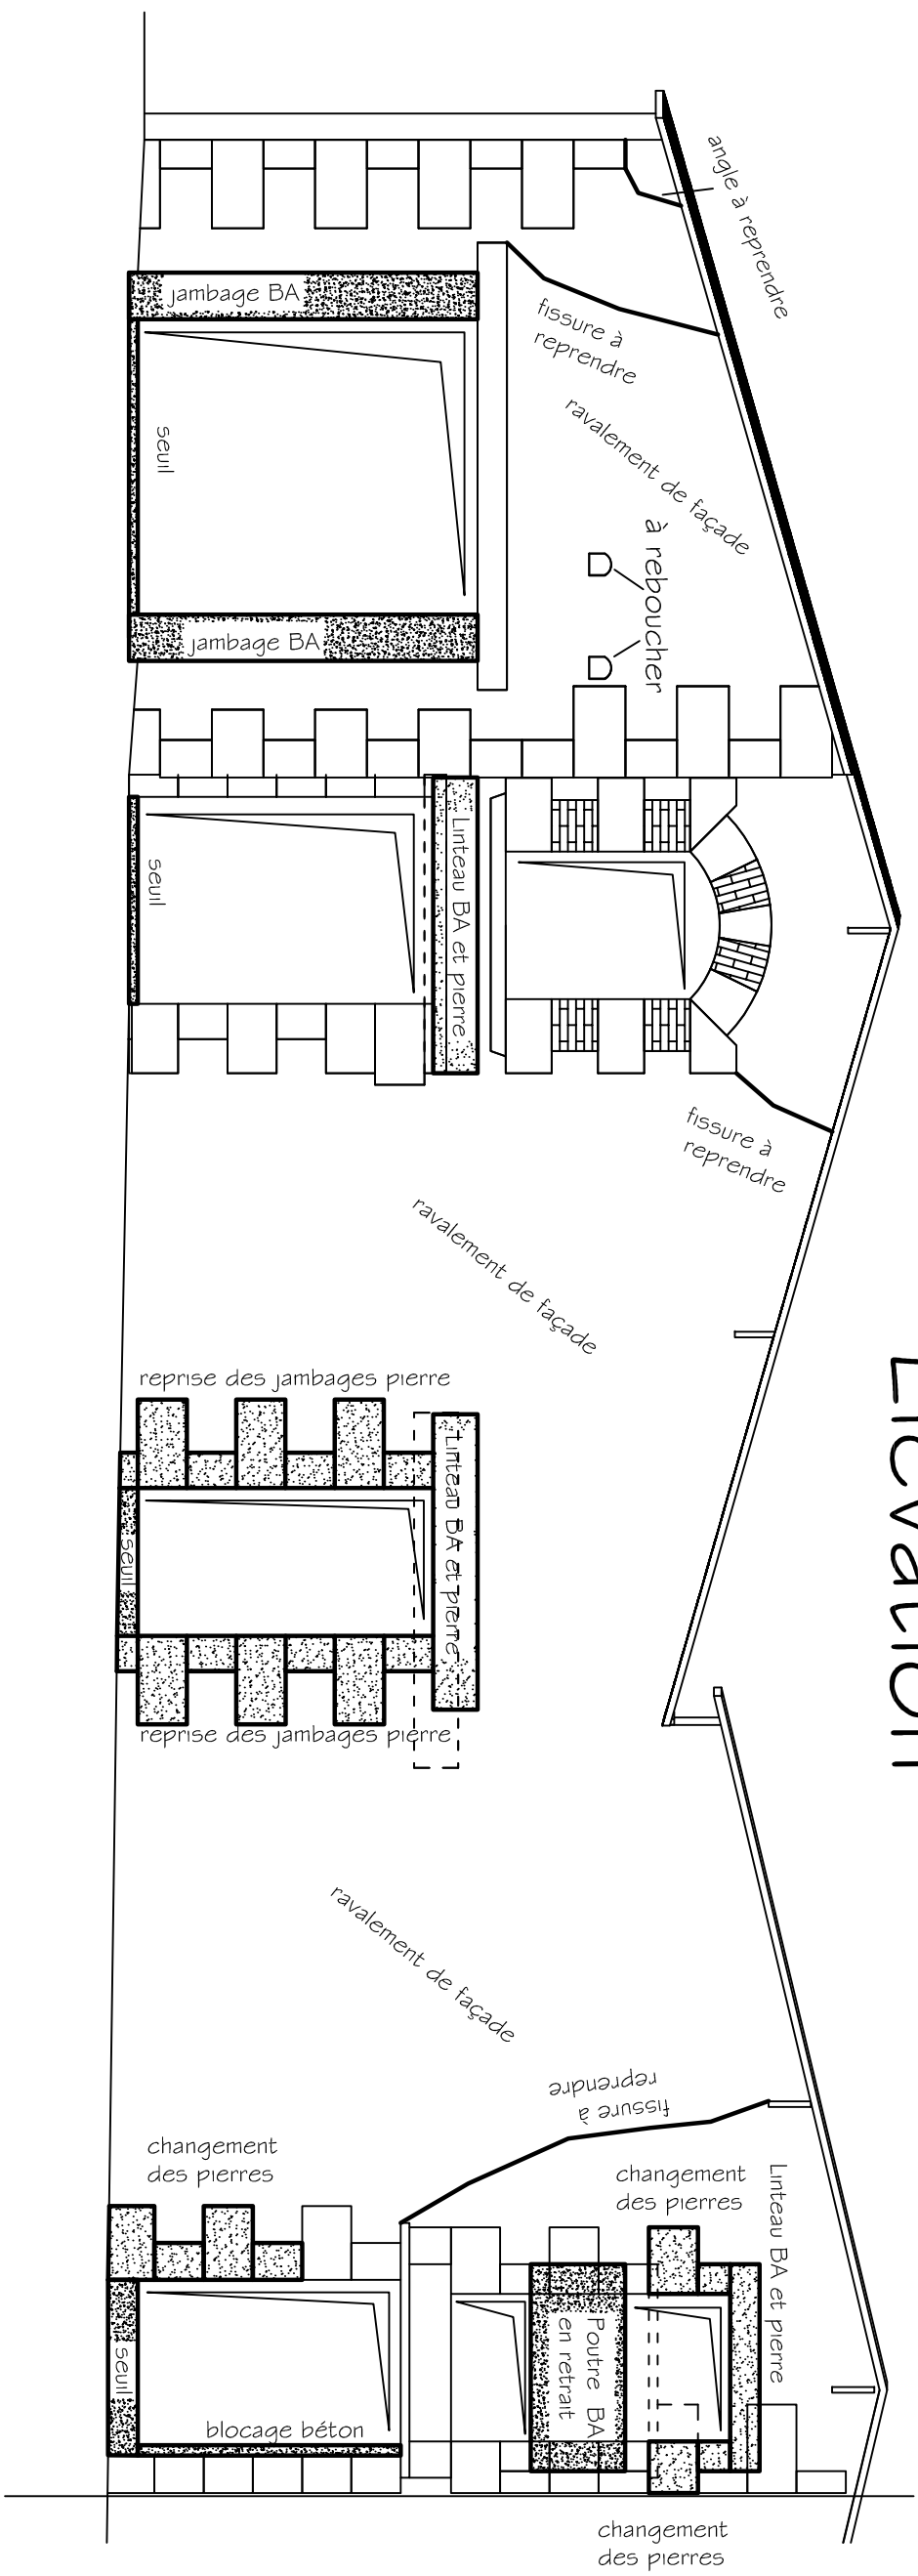 Elévation
angle à reprendre
fissure à
reprendre
ravalement de façade
à reboucher
jambage BA
seuil
jambage BA
Linteau BA et pierre
seuil
fissure à
reprendre
ravalement de façade
reprise des jambages pierre
Linteau BA et pierre
seuil
reprise des jambages pierre
ravalement de façade
fissure à
reprendre
changement
des pierres
changement
des pierres
Linteau BA et pierre
Poutre BA
en retrait
seuil
blocage béton
changement
des pierres